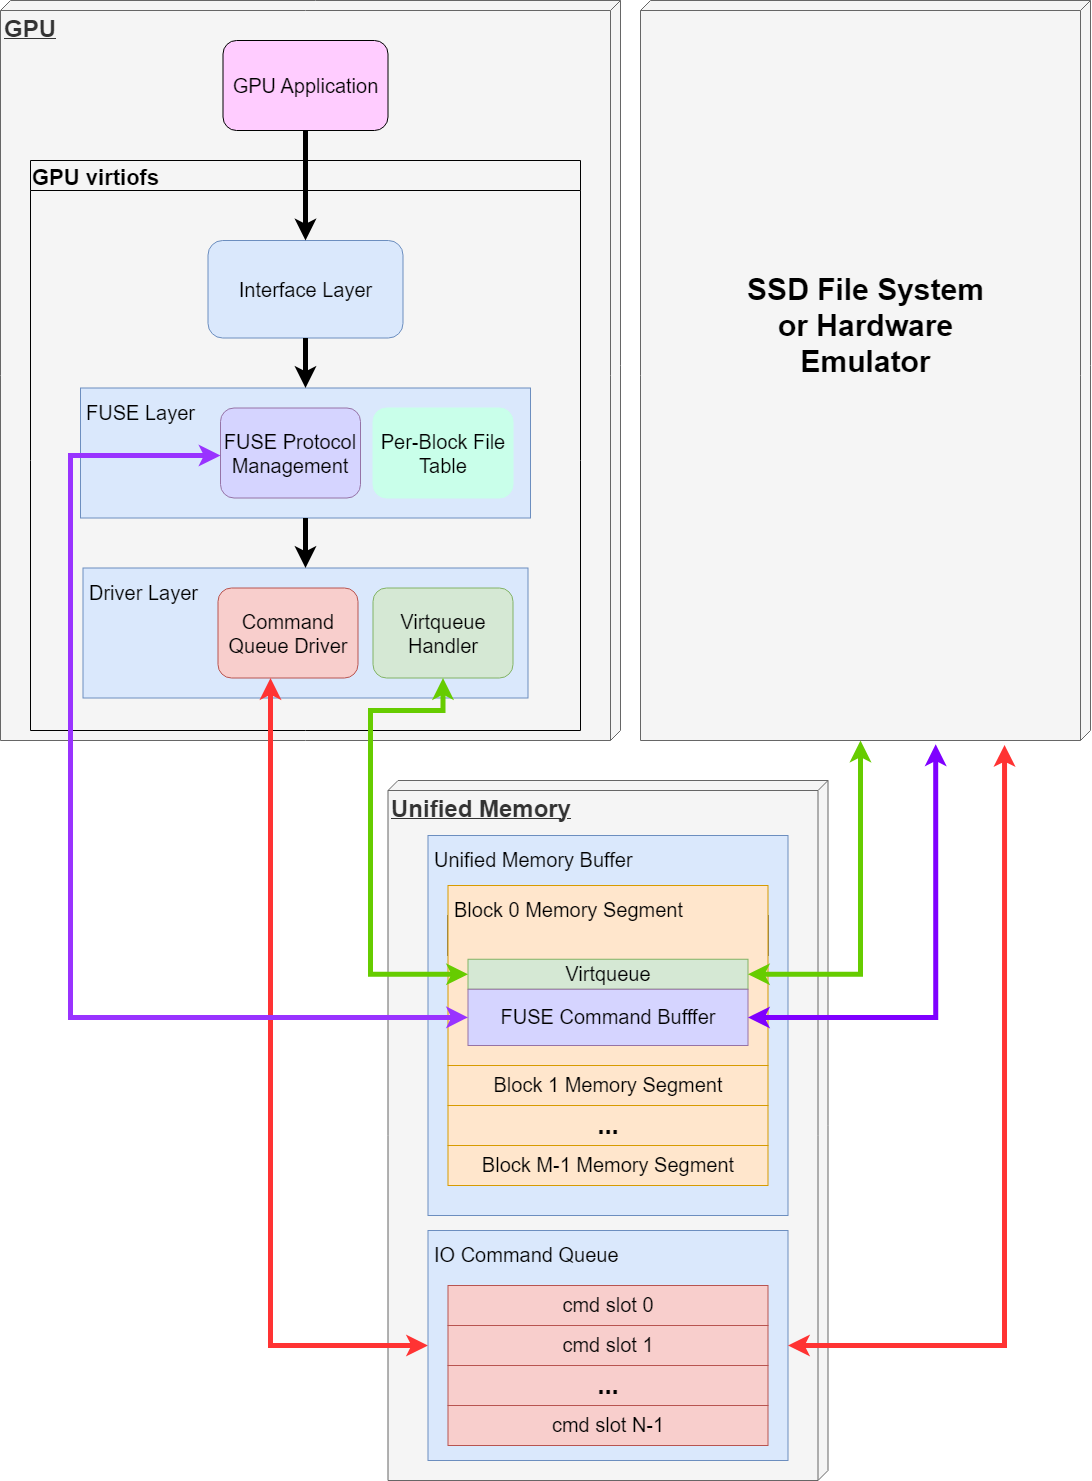 GPU
GPU Application
GPU virtiofs
Interface Layer
FUSE Layer
FUSE Protocol
Management
Per-Block File
Table
Driver Layer
Command
Queue Driver
Virtqueue
Handler
SSD File System
or Hardware
Emulator
Unified Memory
Unified Memory Buffer
Block 0 Memory Segment
Virtqueue
FUSE Command Bufffer
Block 1 Memory Segment
...
Block M-1 Memory Segment
IO Command Queue
cmd slot 0
cmd slot 1
...
cmd slot N-1